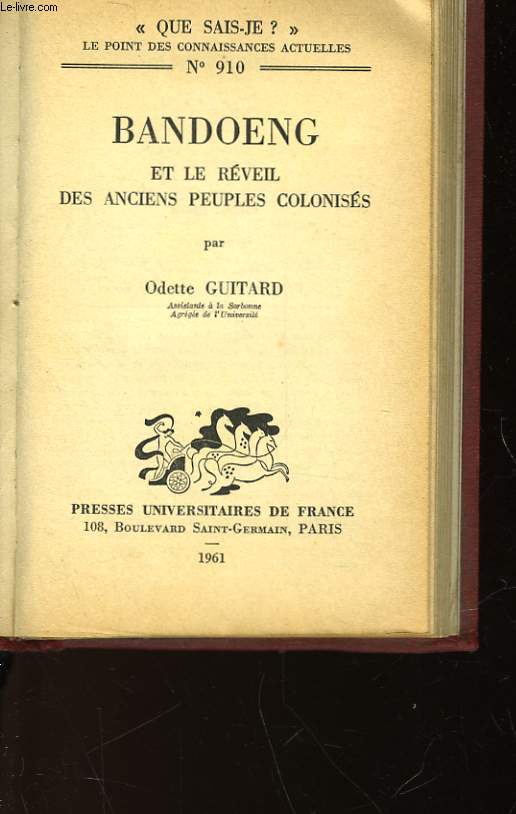 Le-livre.com
« QUE SAIS-JE ? »
LE POINT DES CONNAISSANCES ACTUELLES
N° 910
BANDOENG
ET LE RÉVEIL
DES ANCIENS PEUPLES COLONISÉS
par
Odette GUITARD
Assistante à la Sorbonne
Agrégée de l'Université
PRESSES UNIVERSITAIRES DE FRANCE
108, BOULEVARD SAINT-GERMAIN, PARIS
1961